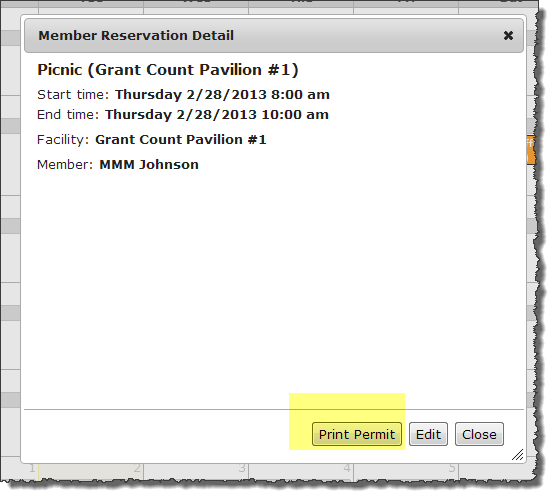 Member Reservation Detail
Picnic (Grant Count Pavilion #1)
Start time: Thursday 2/28/2013 8:00 am
End time: Thursday 2/28/2013 10:00 am
Facility: Grant Count Pavilion #1
Member: MMM Johnson
Print Permit Edit Close
1 2 3 4 5